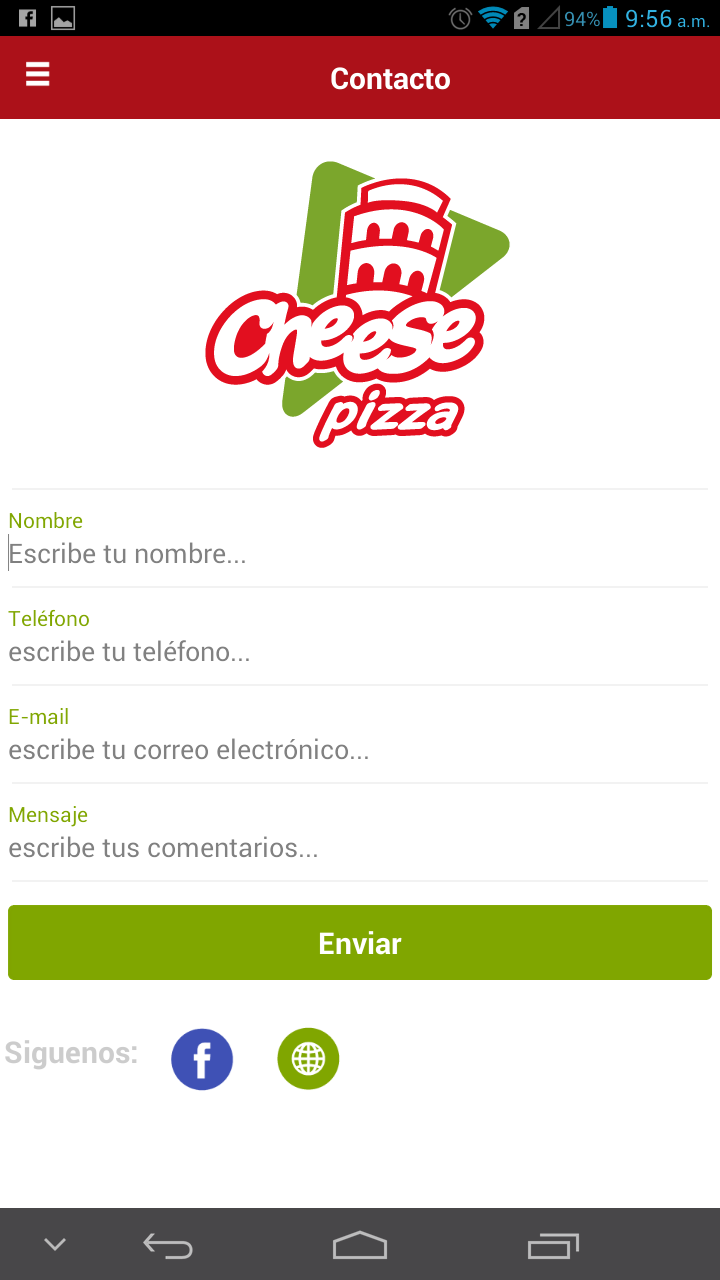 94% 9:56 a.m.
Contacto
Cheese
pizza
Nombre
Escribe tu nombre...
Teléfono
escribe tu teléfono...
E-mail
escribe tu correo electrónico...
Mensaje
escribe tus comentarios...
Enviar
Siguenos: